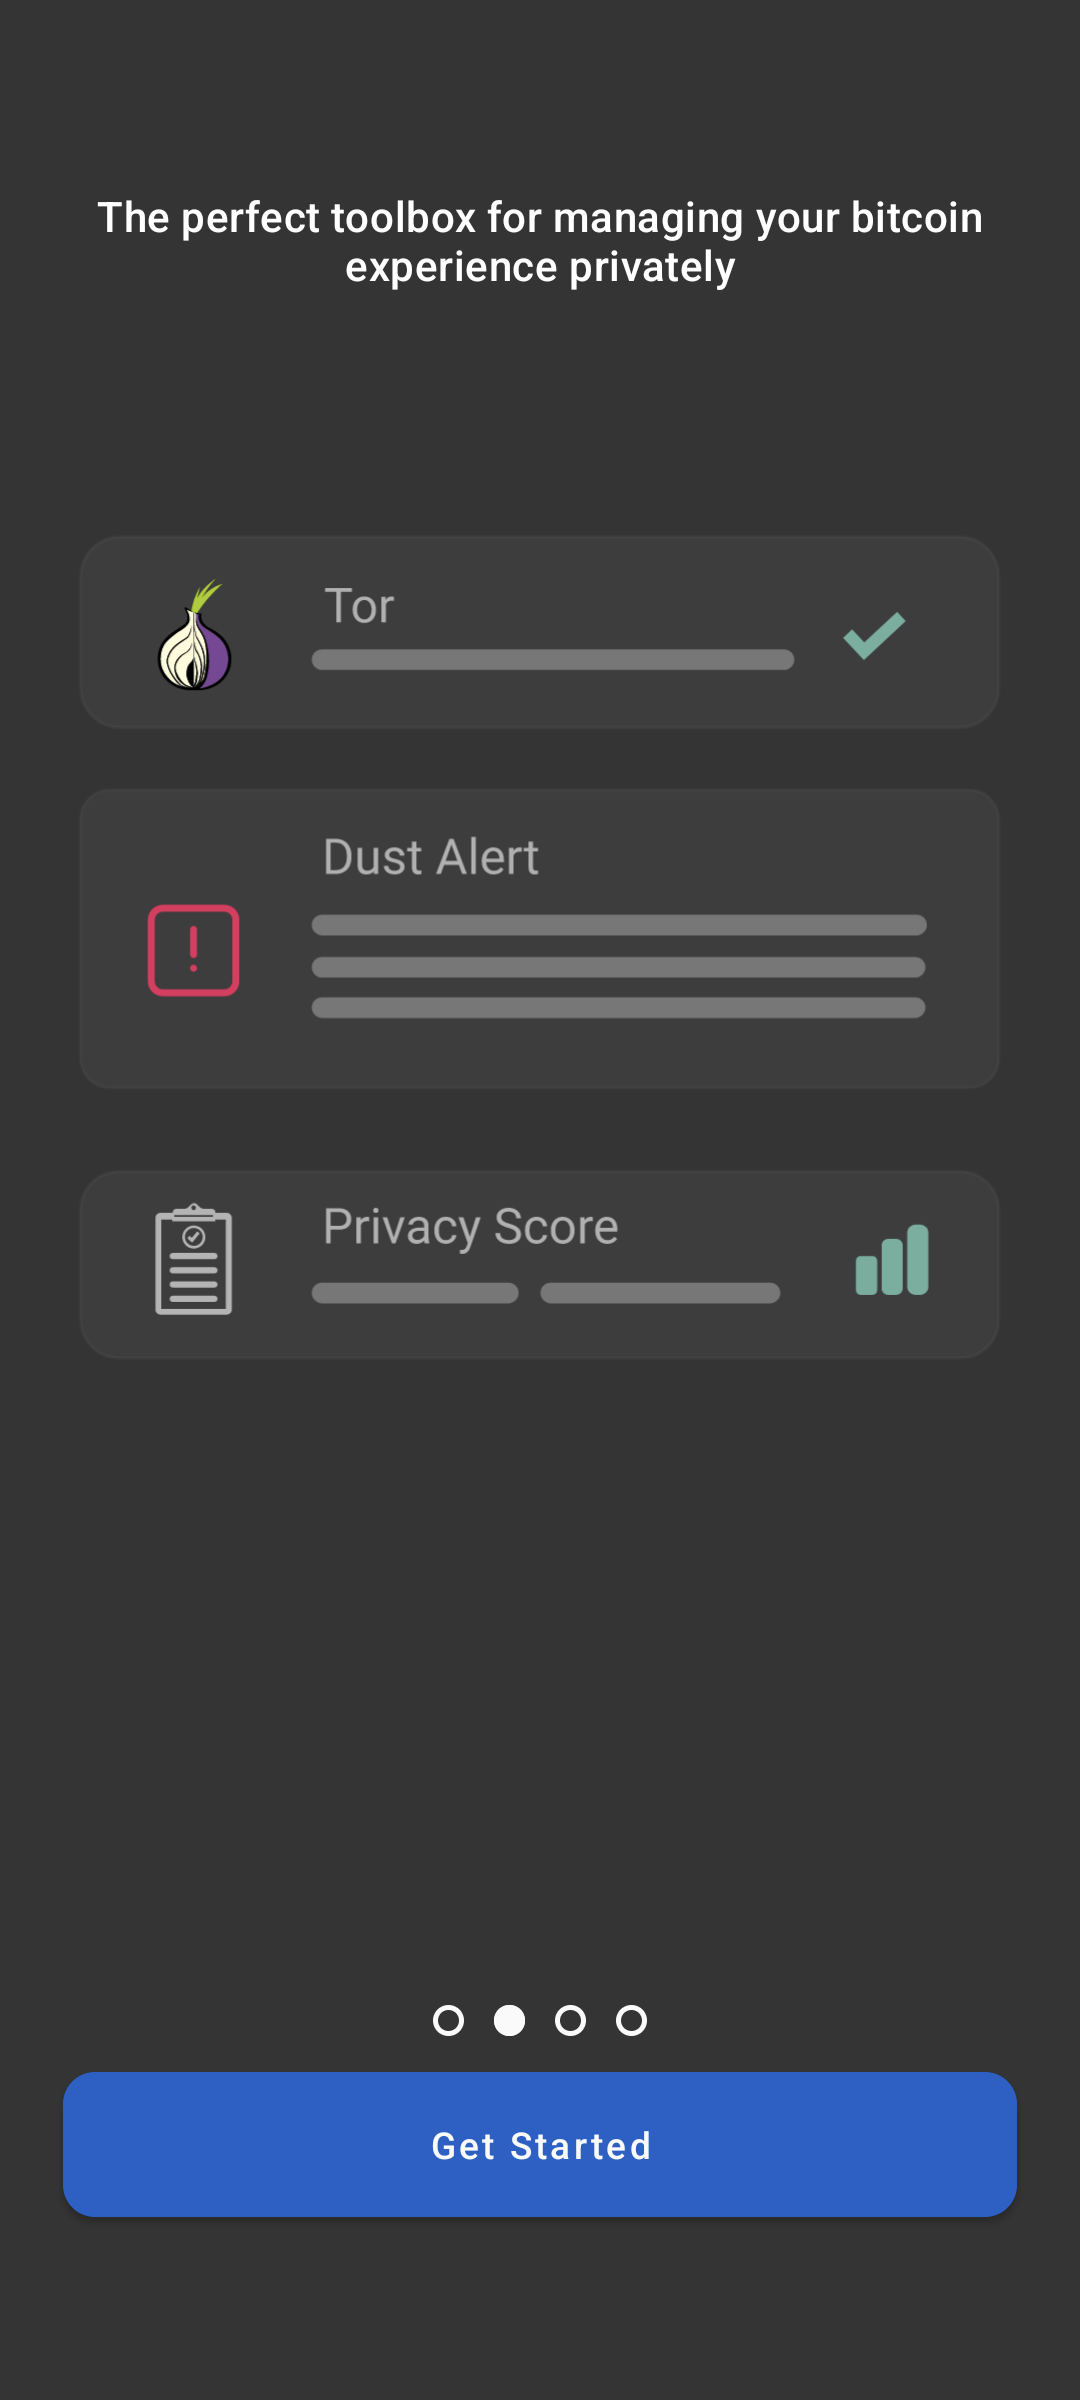 The perfect toolbox for managing your bitcoin
experience privately
Tor
Dust Alert
Privacy Score
Get Started